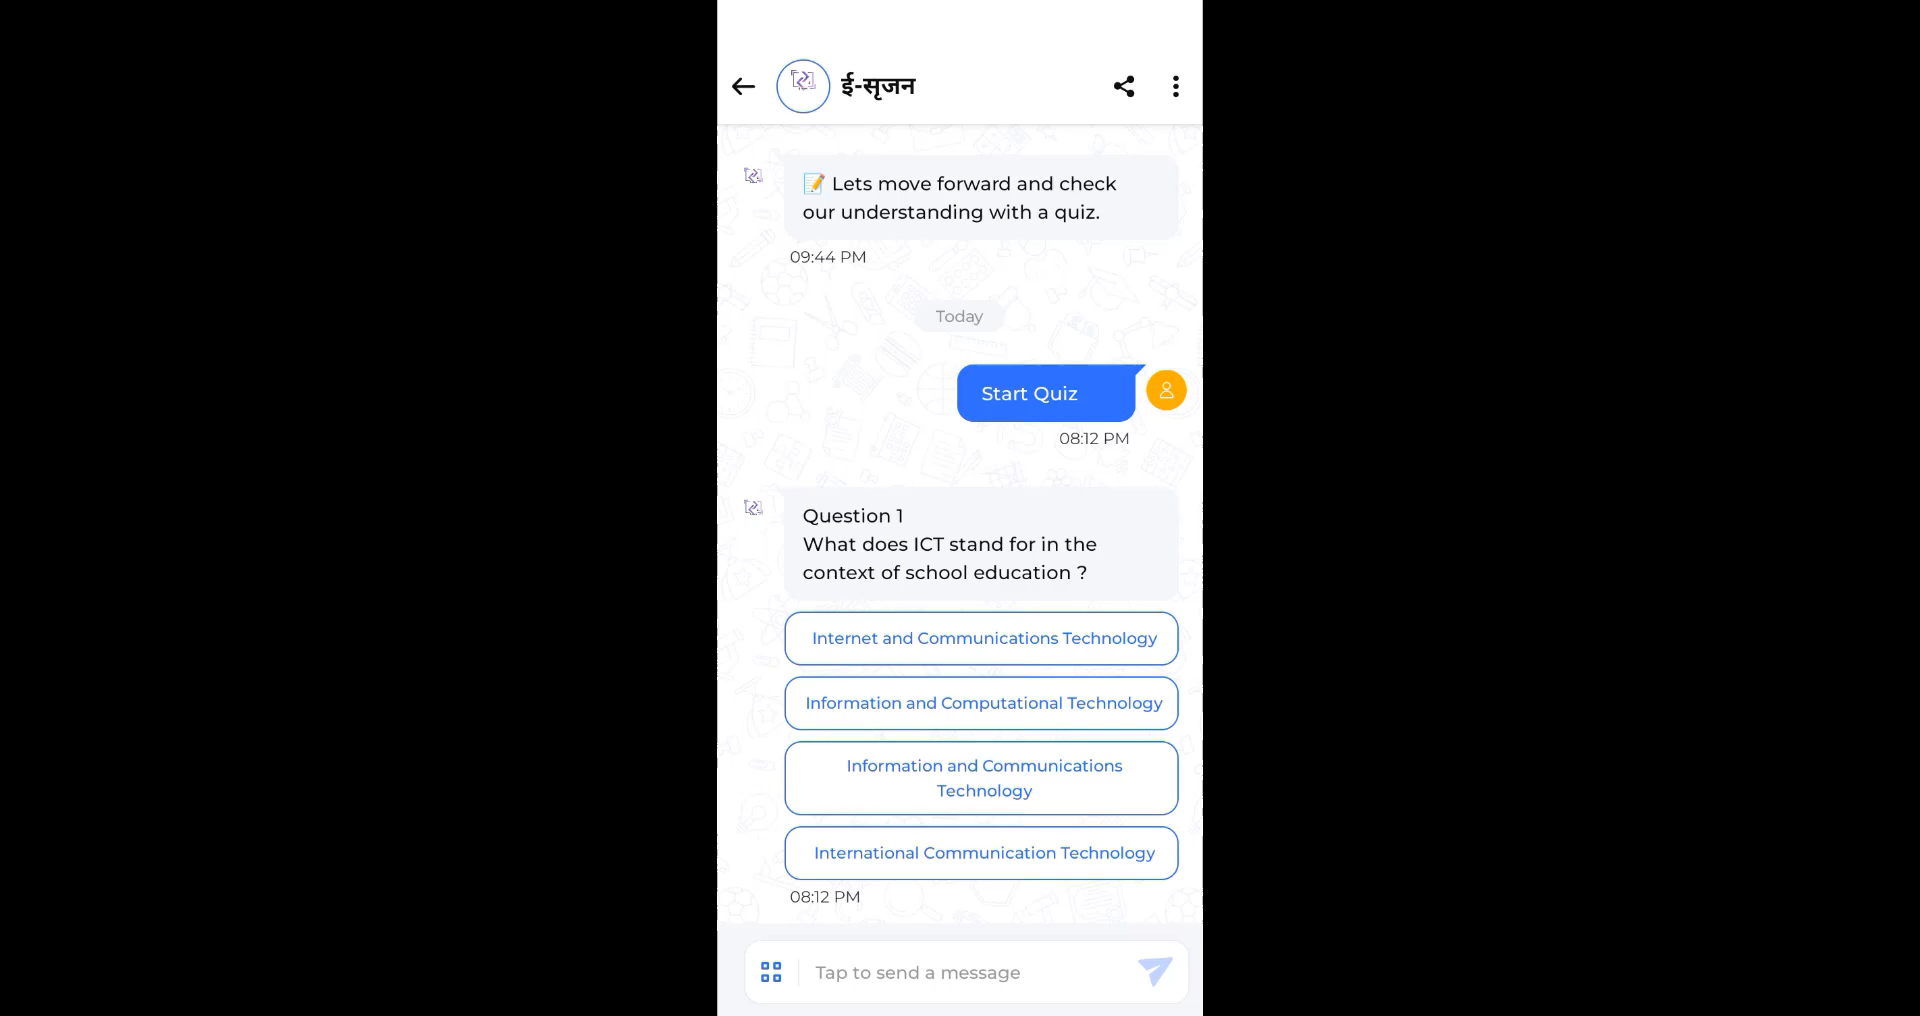 ई-सृजन
📝 Lets move forward and check
our understanding with a quiz.
09:44 PM
Today
Start Quiz
08:12 PM
Question 1
What does ICT stand for in the
context of school education ?
Internet and Communications Technology
Information and Computational Technology
Information and Communications
Technology
International Communication Technology
08:12 PM
Tap to send a message